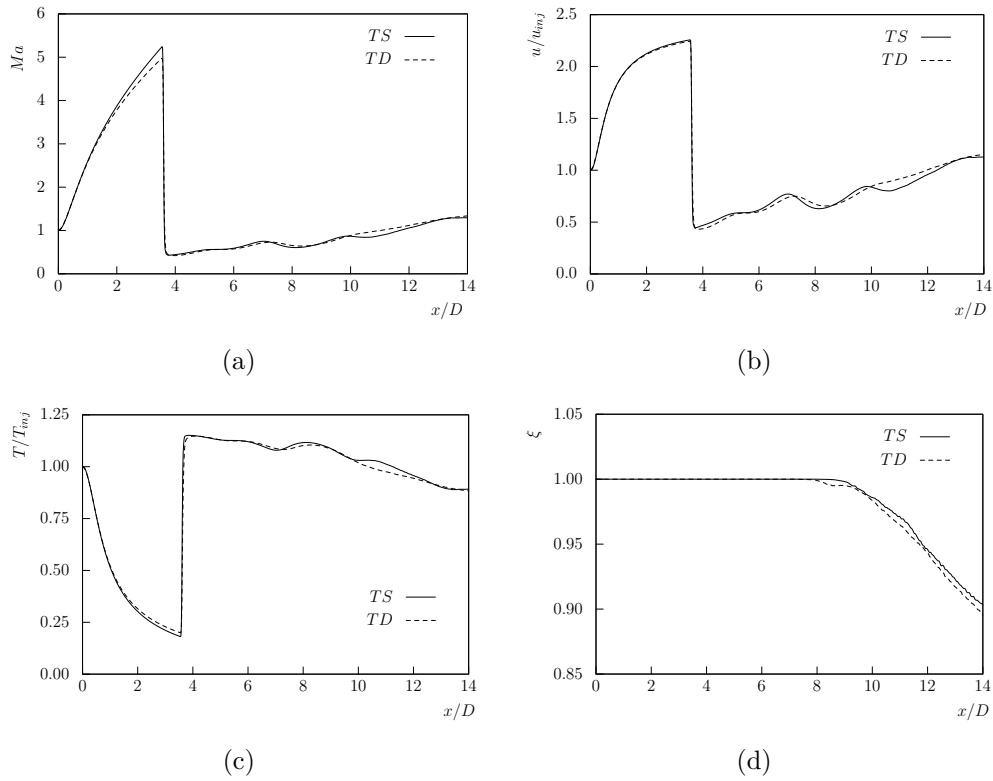 6
5
4
3
2
1
0
0 2 4 6 8 10 12 14
Ma
x/D
TS
TD
(a)
2.5
2.0
1.5
1.0
0.5
0.0
0 2 4 6 8 10 12 14
u/u_inj
x/D
TS
TD
(b)
1.25
1.00
0.75
0.50
0.25
0.00
0 2 4 6 8 10 12 14
T/T_inj
x/D
TS
TD
(c)
1.05
1.00
0.95
0.90
0.85
0 2 4 6 8 10 12 14
ξ
x/D
TS
TD
(d)